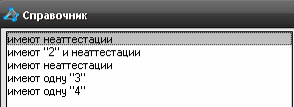 Справочник
имеют неаттестации
имеют "2" и неаттестации
имеют неаттестации
имеют одну "3"
имеют одну "4"